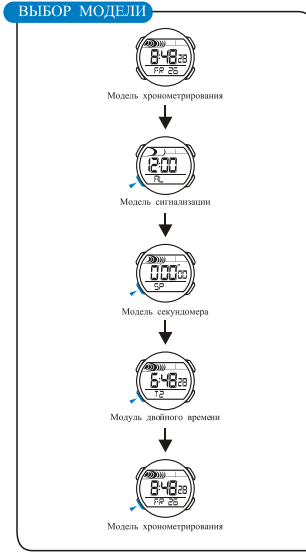 ВЫБОР МОДЕЛИ
8:48 28
FR 26
Модель хронометрирования
12:00
AL
Модель сигнализации
0:00 00
SP
Модель секундомера
6:48 28
T2
Модуль двойного времени
8:48 28
FR 26
Модель хронометрирования